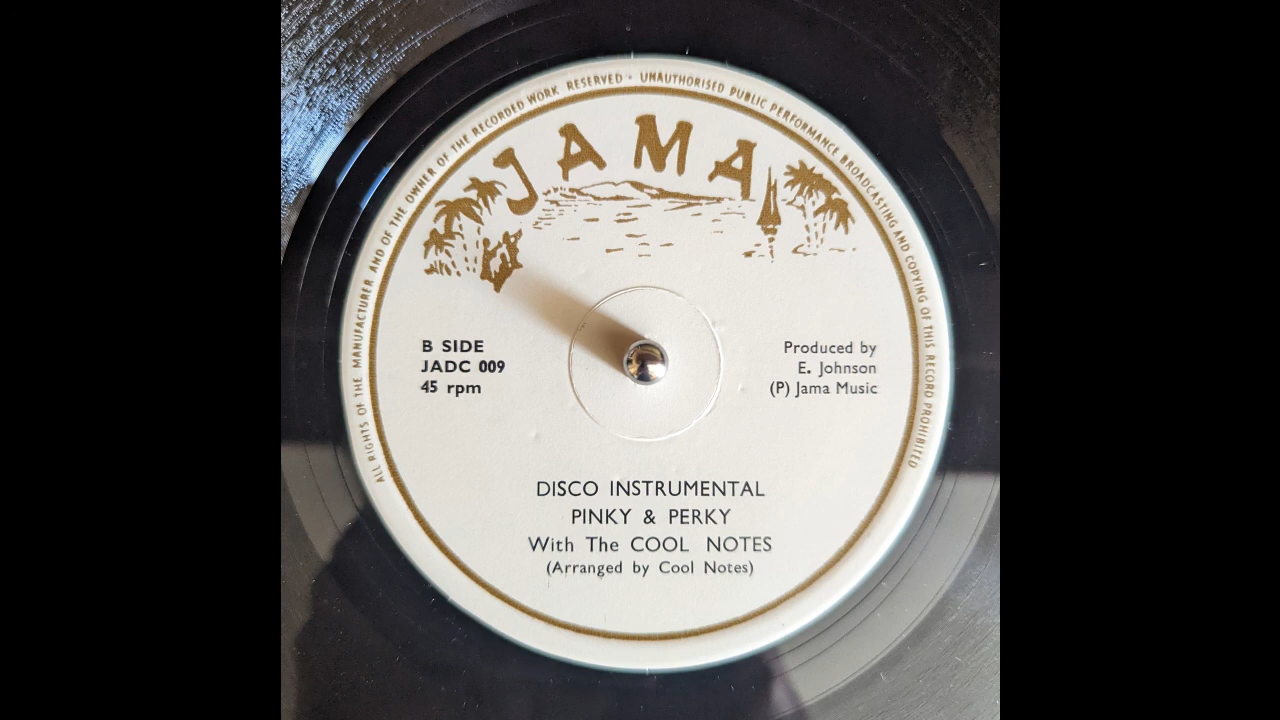 ALL RIGHTS OF THE MANUFACTURER AND OF THE OWNER OF THE RECORDED WORK RESERVED · UNAUTHORISED PUBLIC PERFORMANCE BROADCASTING AND COPYING OF THIS RECORD PROHIBITED
JAMA
B SIDE
JADC 009
45 rpm
Produced by
E. Johnson
(P) Jama Music
DISCO INSTRUMENTAL
PINKY & PERKY
With The COOL NOTES
(Arranged by Cool Notes)